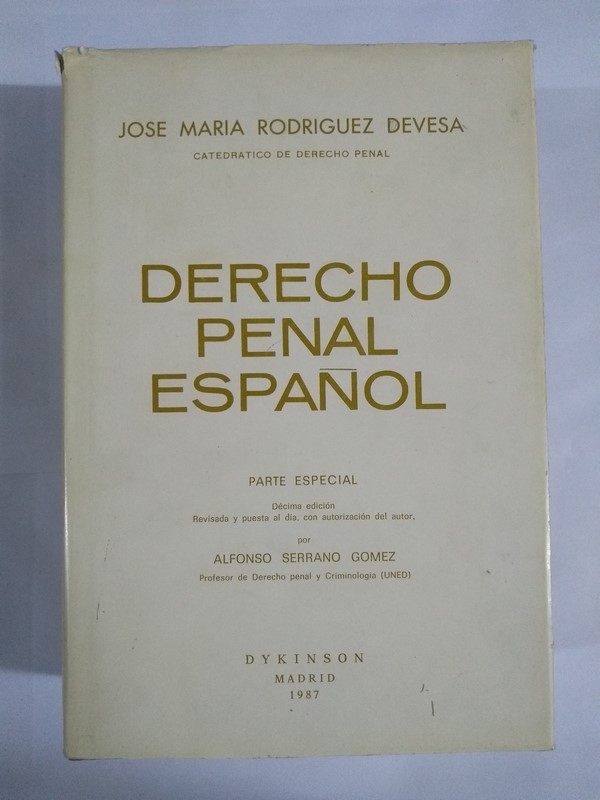 JOSE MARIA RODRIGUEZ DEVESA
CATEDRATICO DE DERECHO PENAL
DERECHO
PENAL
ESPAÑOL
PARTE ESPECIAL
Décima edición
Revisada y puesta al día, con autorización del autor,
por
ALFONSO SERRANO GOMEZ
Profesor de Derecho penal y Criminología (UNED)
DYKINSON
MADRID
1987